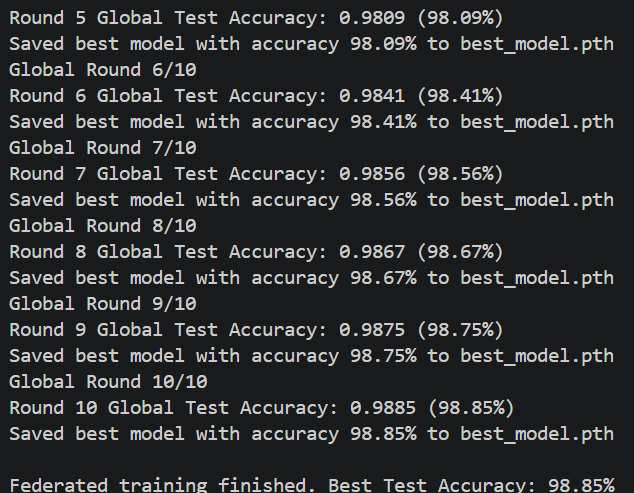 Round 5 Global Test Accuracy: 0.9809 (98.09%)
Saved best model with accuracy 98.09% to best_model.pth
Global Round 6/10
Round 6 Global Test Accuracy: 0.9841 (98.41%)
Saved best model with accuracy 98.41% to best_model.pth
Global Round 7/10
Round 7 Global Test Accuracy: 0.9856 (98.56%)
Saved best model with accuracy 98.56% to best_model.pth
Global Round 8/10
Round 8 Global Test Accuracy: 0.9867 (98.67%)
Saved best model with accuracy 98.67% to best_model.pth
Global Round 9/10
Round 9 Global Test Accuracy: 0.9875 (98.75%)
Saved best model with accuracy 98.75% to best_model.pth
Global Round 10/10
Round 10 Global Test Accuracy: 0.9885 (98.85%)
Saved best model with accuracy 98.85% to best_model.pth
Federated training finished. Best Test Accuracy: 98.85%